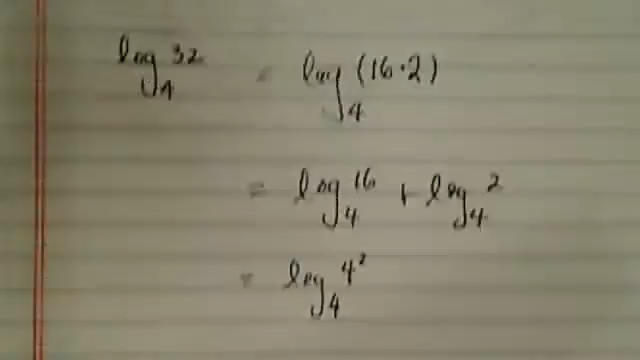 log₄ 32 = log₄ (16·2)
= log₄ 16 + log₄ 2
= log₄ 4²